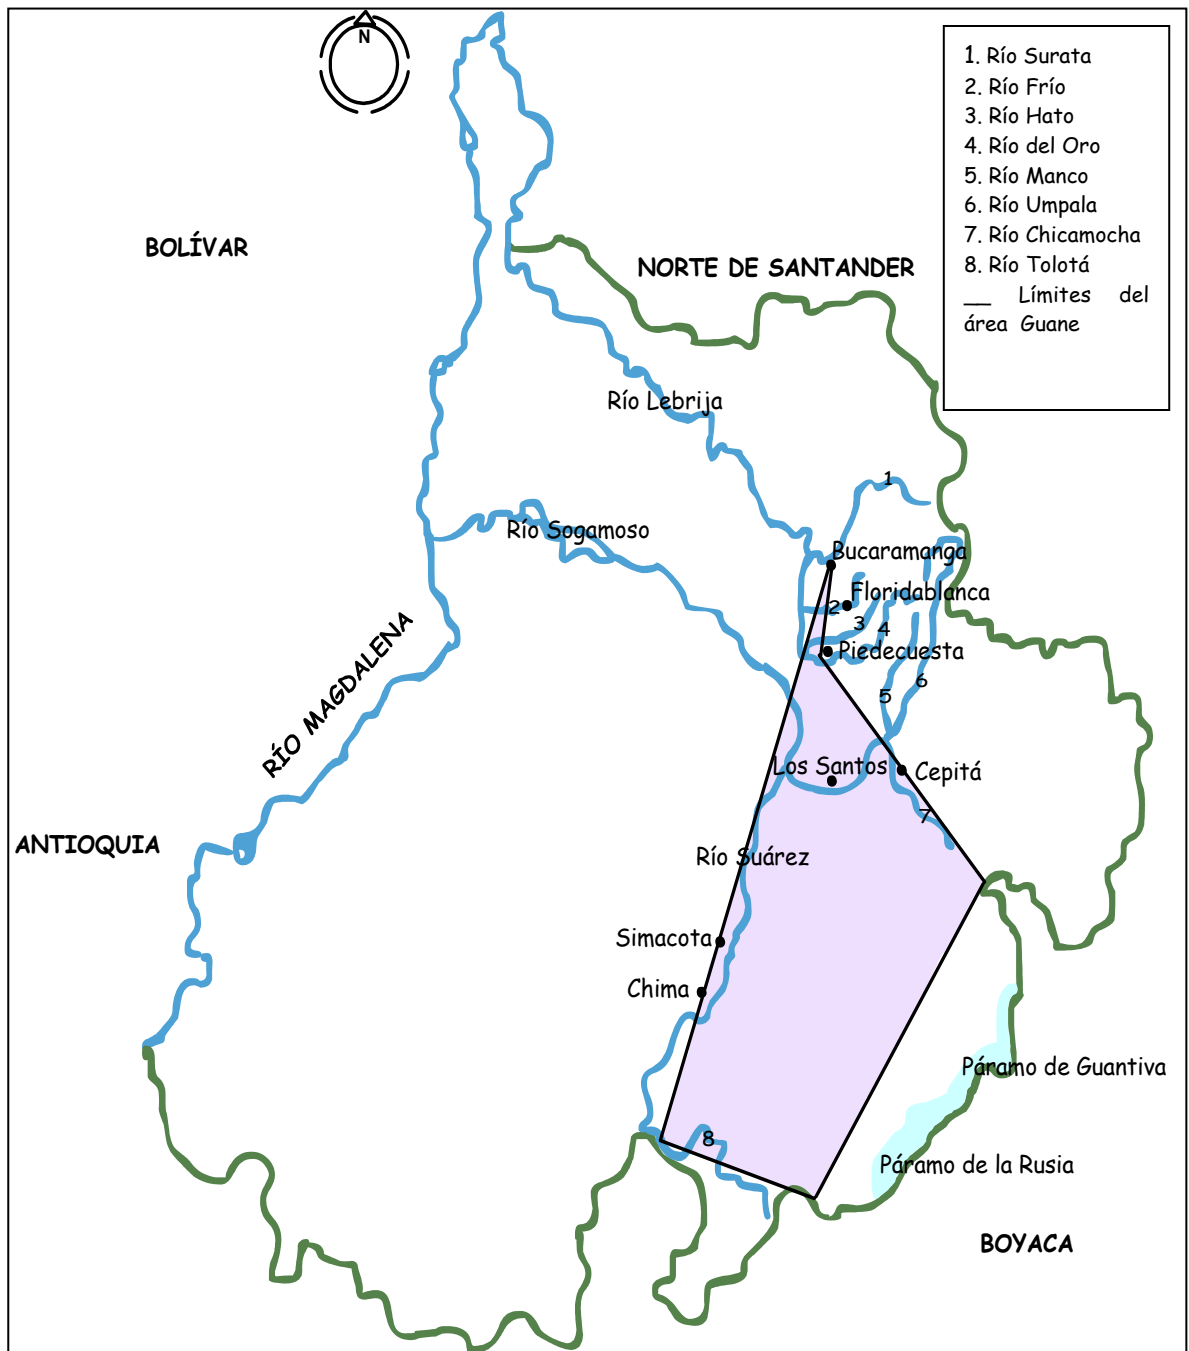 N
1. Río Surata
2. Río Frío
3. Río Hato
4. Río del Oro
5. Río Manco
6. Río Umpala
7. Río Chicamocha
8. Río Tolotá
__ Límites del
área Guane
BOLÍVAR
NORTE DE SANTANDER
Río Lebrija
1
Río Sogamoso
Bucaramanga
Floridablanca
2
3
4
Piedecuesta
RÍO MAGDALENA
6
5
Los Santos
Cepitá
7
ANTIOQUIA
Río Suárez
Simacota
Chima
Páramo de Guantiva
8
Páramo de la Rusia
BOYACA